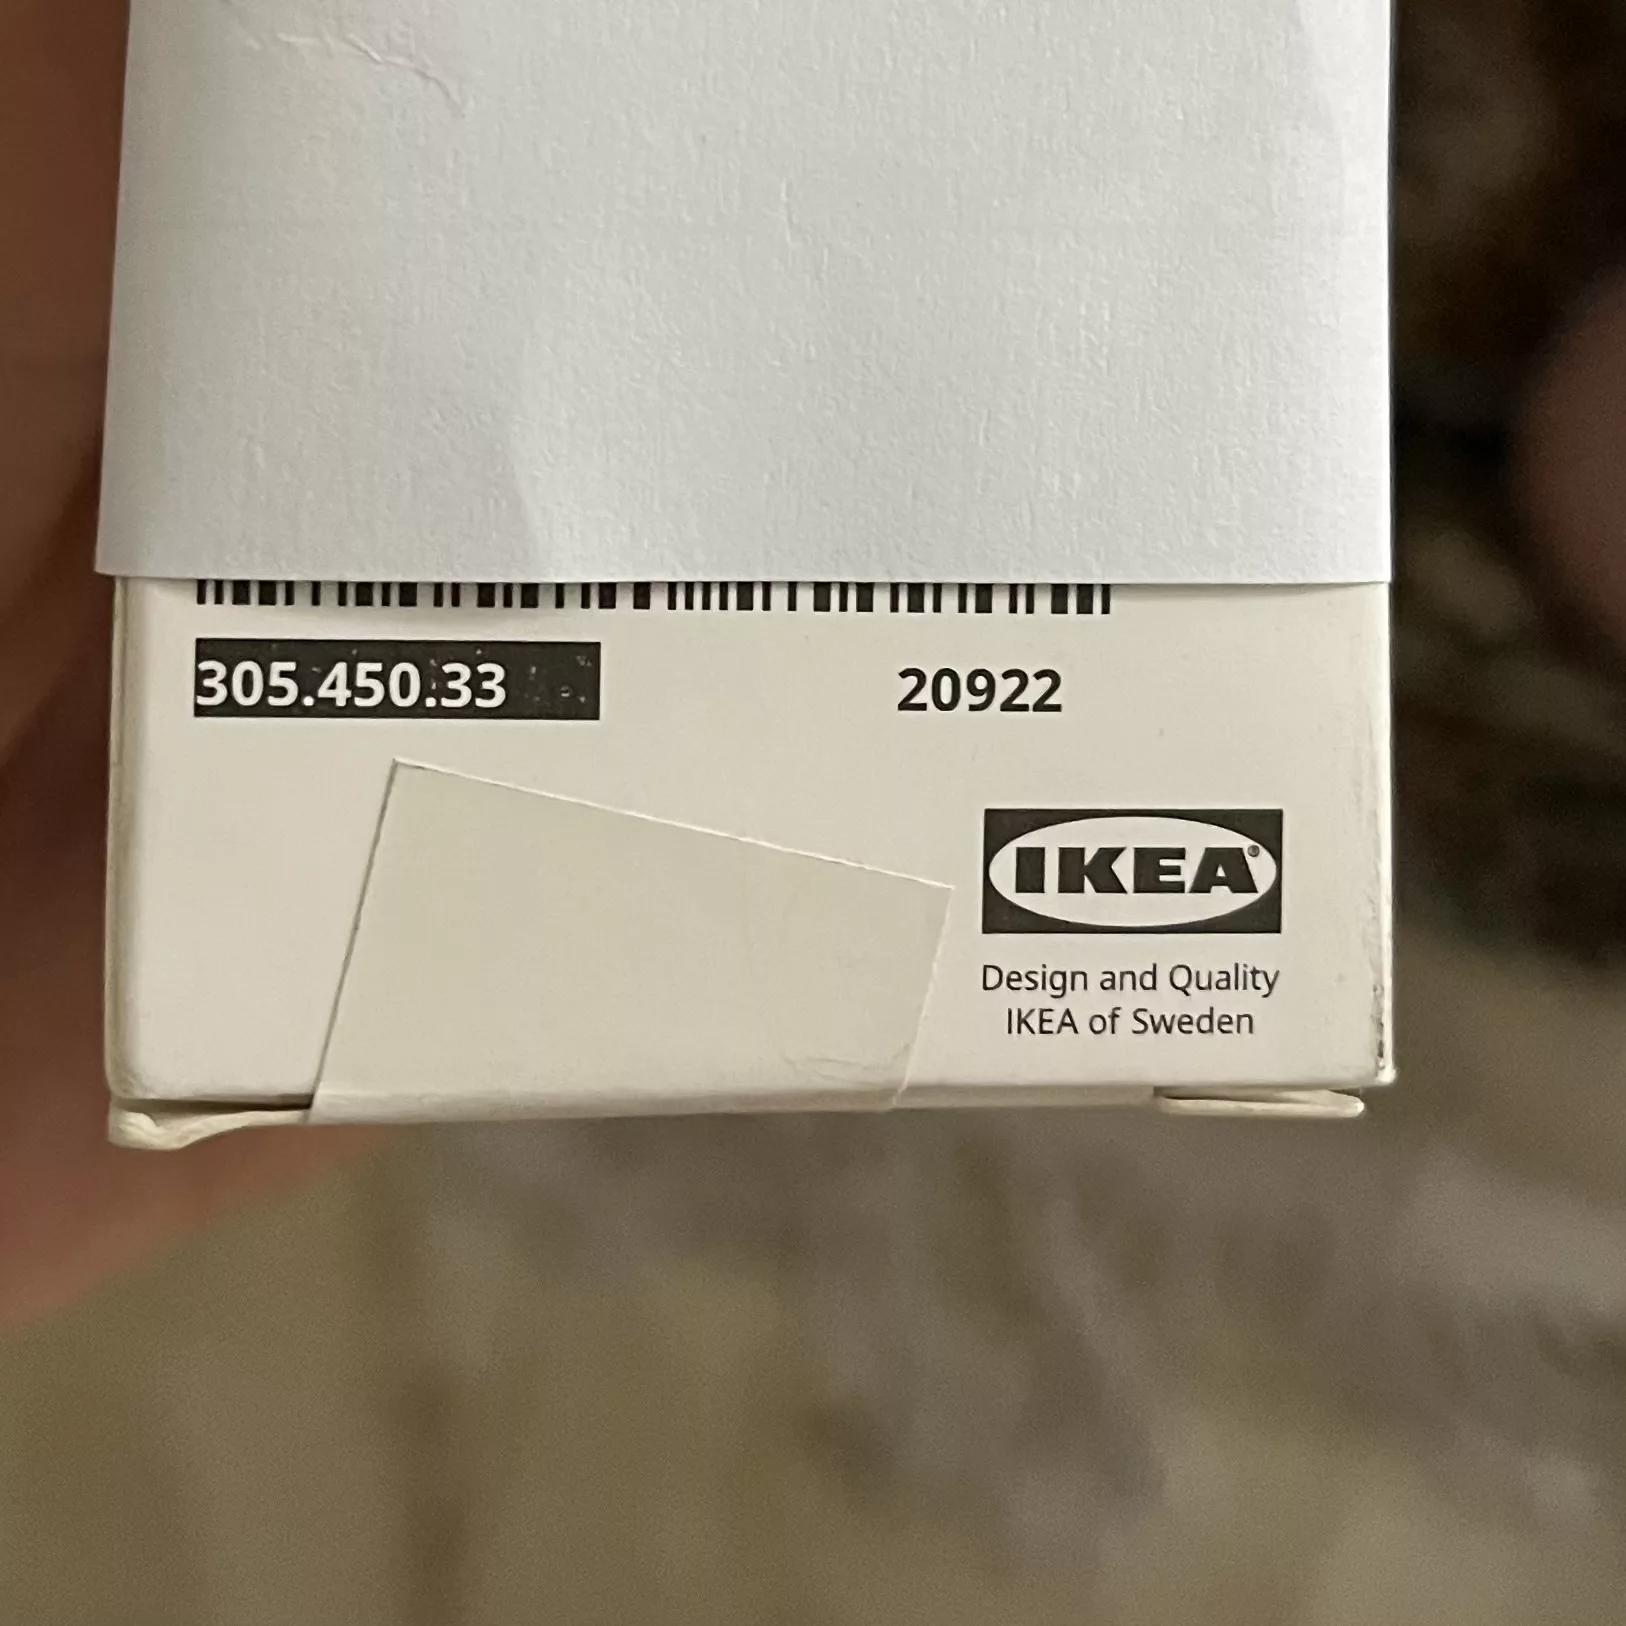 305.450.33 20922
IKEA®
Design and Quality
IKEA of Sweden